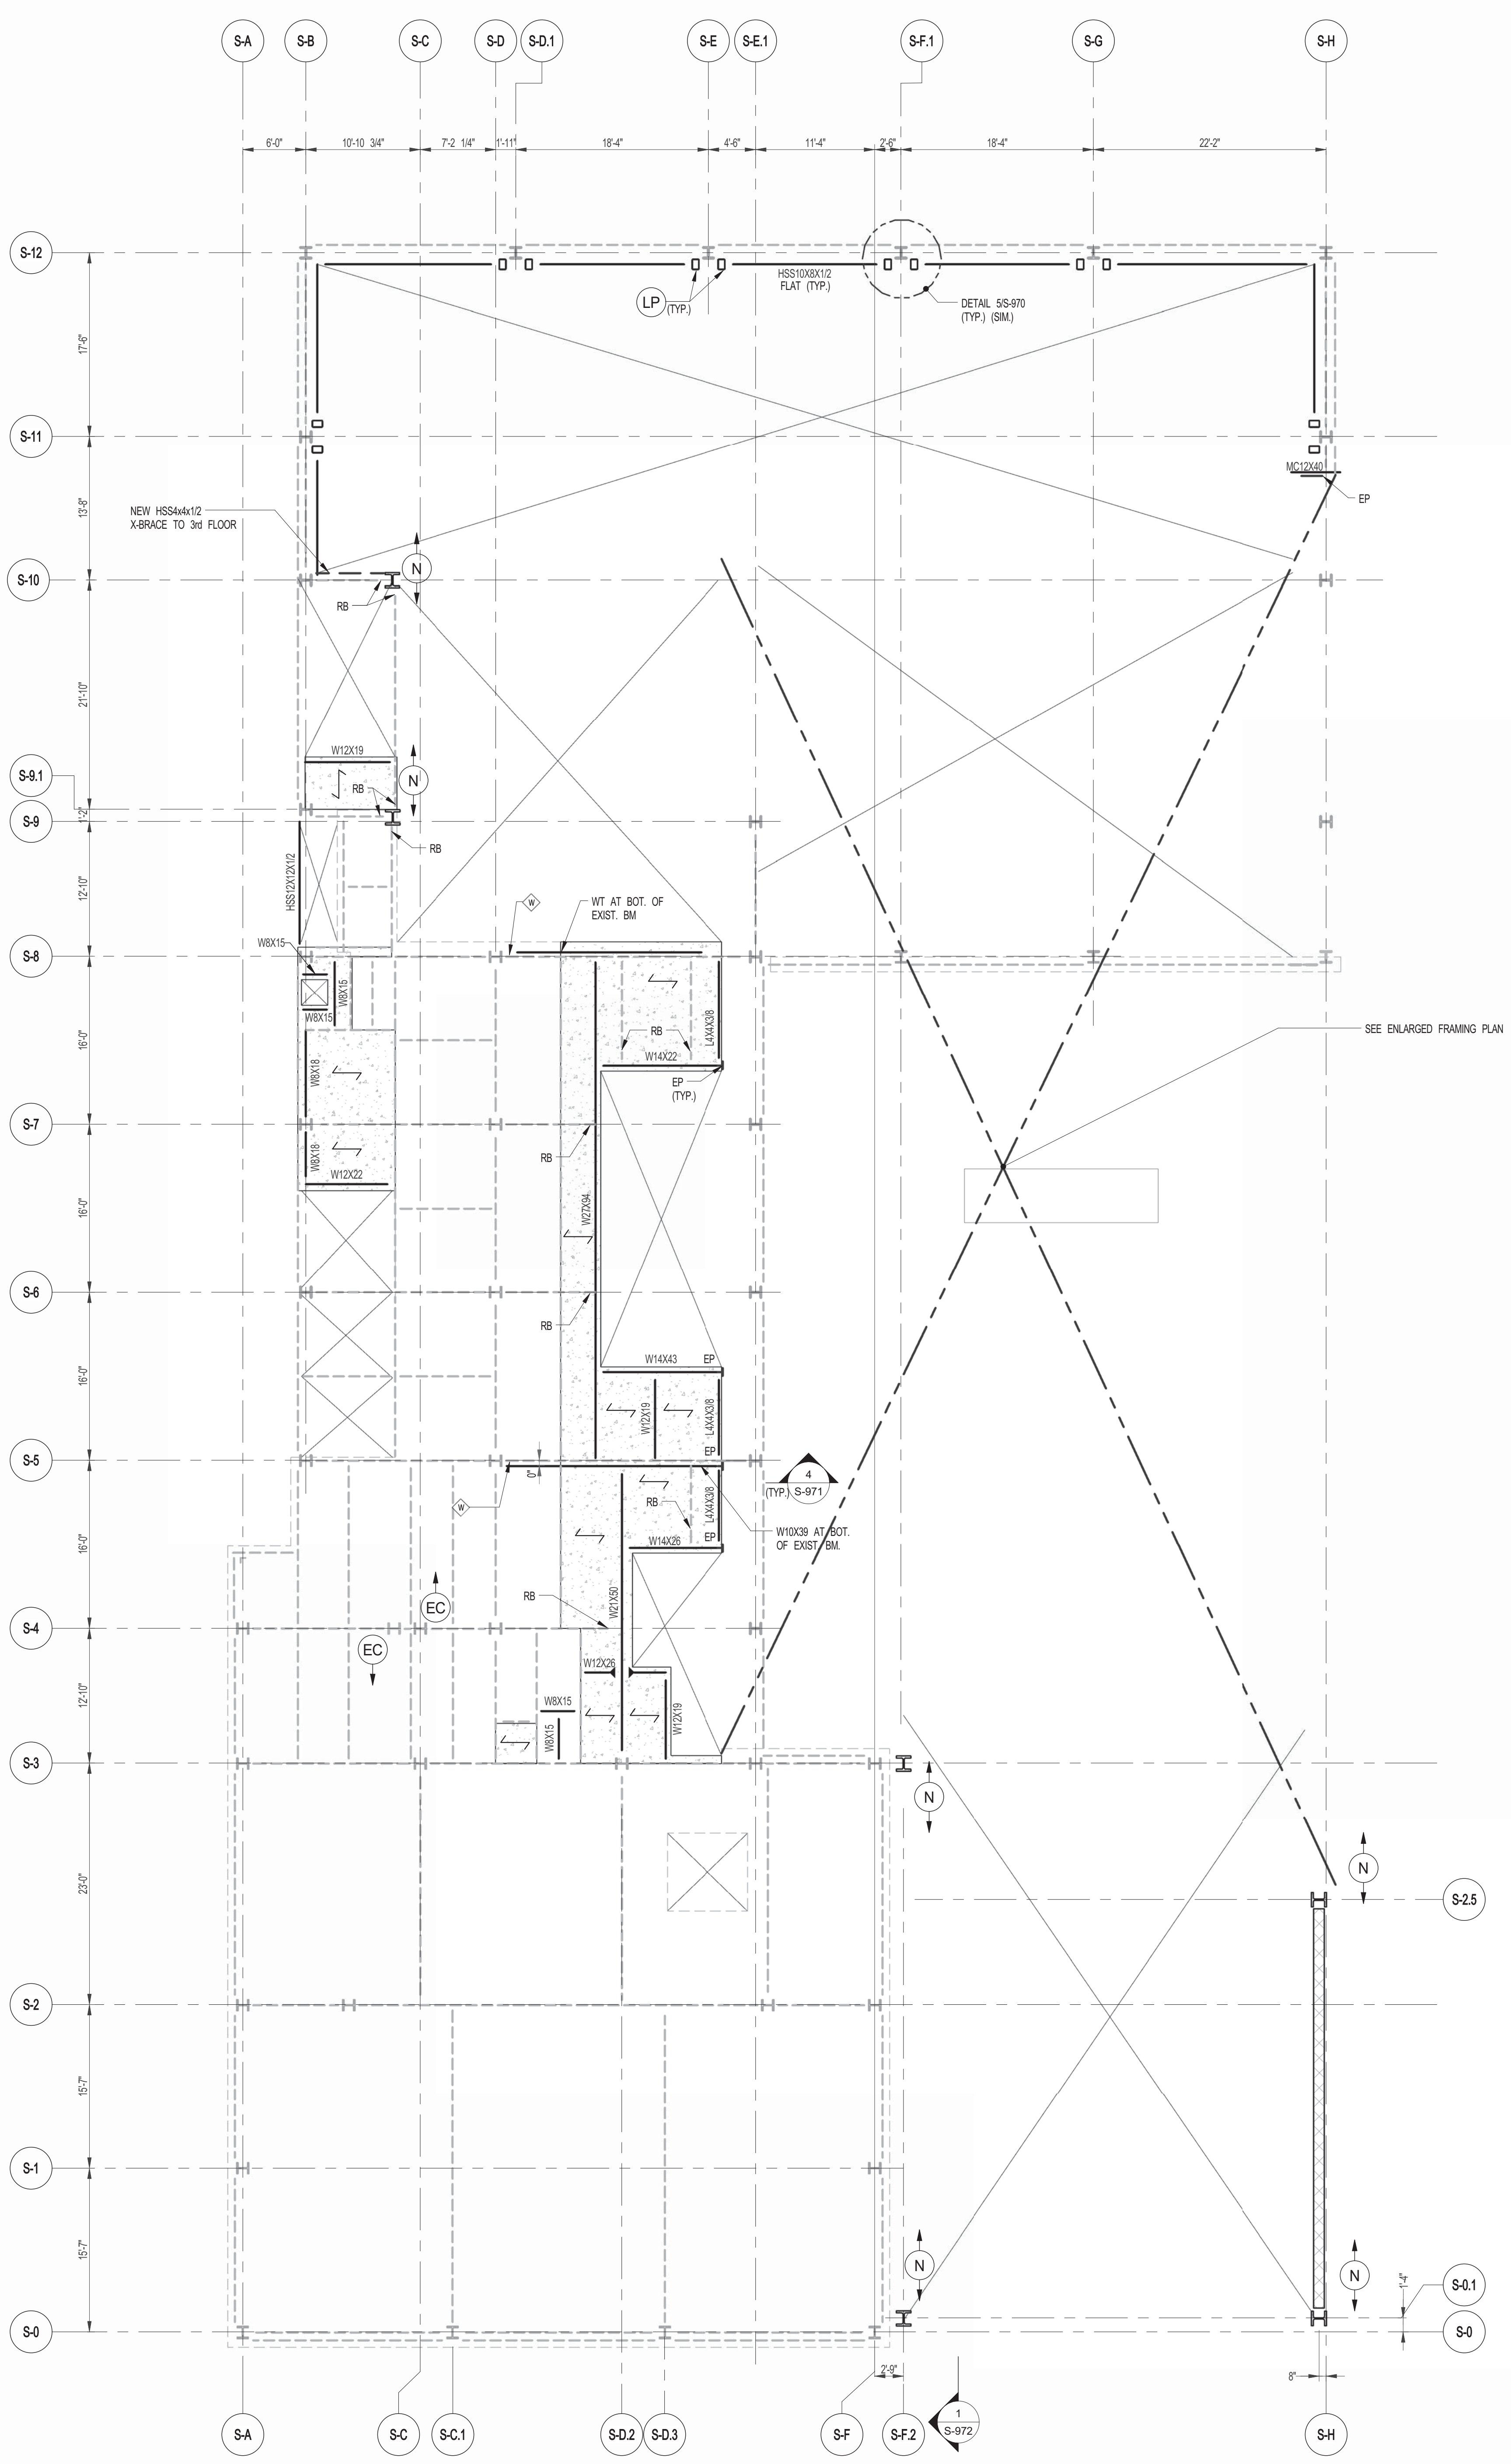 S-A
S-B
S-C
S-D
S-D.1
S-E
S-E.1
S-F.1
S-G
S-H
6'-0"
10'-10 3/4"
7'-2 1/4"
1'-11"
18'-4"
4'-6"
11'-4"
2'-6"
18'-4"
22'-2"
S-12
HSS10X8X1/2
FLAT (TYP.)
LP
(TYP.)
DETAIL 5/S-970
(TYP.) (SIM.)
17'-6"
S-11
MC12X40
EP
13'-8"
NEW HSS4x4x1/2
X-BRACE TO 3rd FLOOR
N
S-10
RB
21'-10"
W12X19
S-9.1
N
RB
1'-2"
S-9
RB
HSS12X12X1/2
12'-10"
W
WT AT BOT. OF
EXIST. BM
W8X15
S-8
W8X15
W8X15
L4X4X3/8
RB
SEE ENLARGED FRAMING PLAN
16'-0"
W14X22
W8X18
EP
(TYP.)
S-7
W8X18
RB
W12X22
W27X94
16'-0"
S-6
RB
W14X43
EP
16'-0"
W12X19
L4X4X3/8
EP
S-5
0"
4
(TYP.)
S-971
W
RB
L4X4X3/8
W10X39 AT BOT.
OF EXIST. BM.
EP
W14X26
16'-0"
RB
W21X50
EC
S-4
EC
W12X26
12'-10"
W8X15
W8X15
W12X19
S-3
N
N
23'-0"
S-2.5
S-2
15'-7"
S-1
15'-7"
N
N
1'-4"
S-0.1
S-0
S-0
2'-9"
8"
1
S-972
S-A
S-C
S-C.1
S-D.2
S-D.3
S-F
S-F.2
S-H